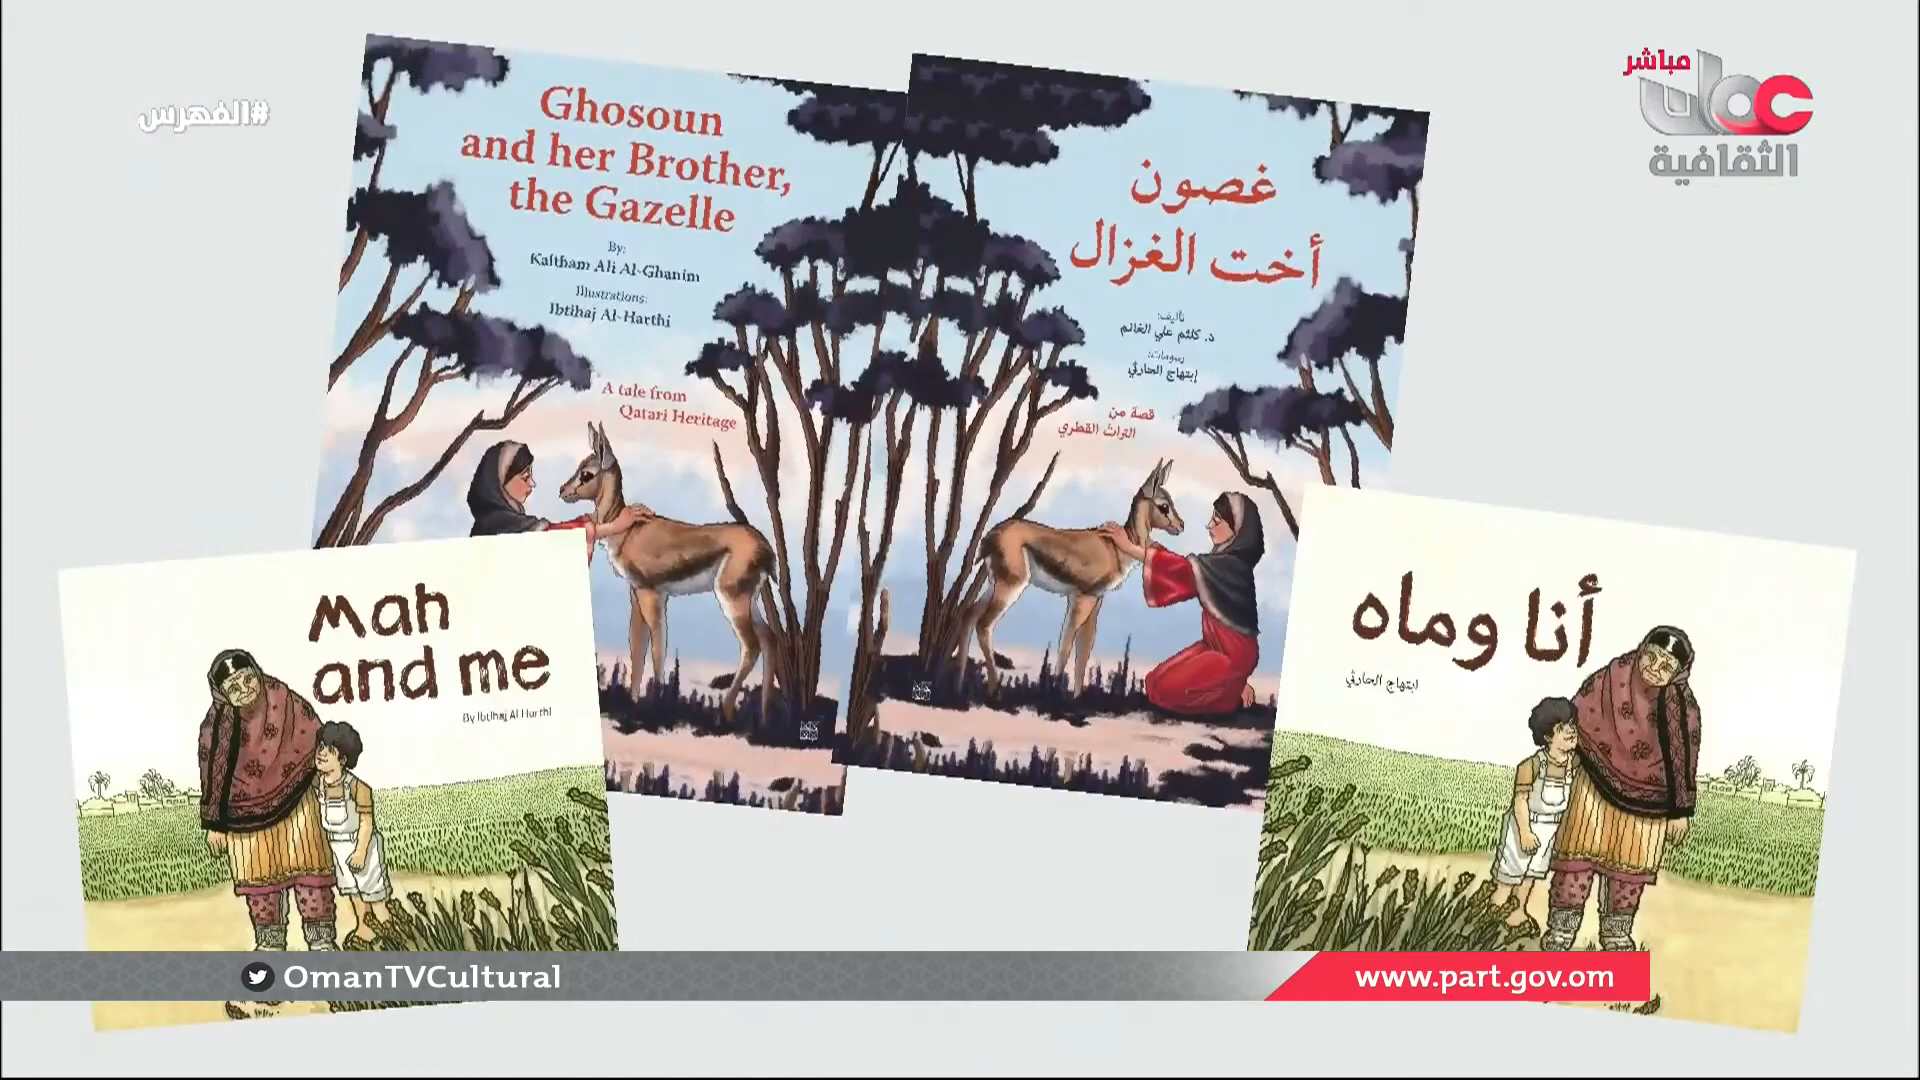 #الفهرس
مباشر
عمان
الثقافية
Ghosoun
and her Brother,
the Gazelle
By:
Kaltham Ali Al-Ghanim
Illustrations:
Ibtihaj Al-Harthi
A tale from
Qatari Heritage
غصون
أخت الغزال
تأليف:
د. كلثم علي الغانم
رسومات:
إبتهاج الحارثي
قصة من
التراث القطري
Mah
and me
By Ibtihaj Al Harthi
أنا وماه
ابتهاج الحارثي
OmanTVCultural
www.part.gov.om